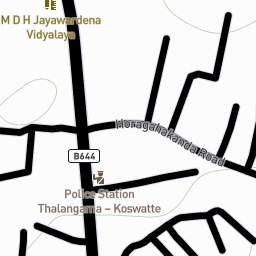 M D H Jayawardena
Vidyalaya
Horagahakanda Road
B644
Police Station
Thalangama – Koswatte